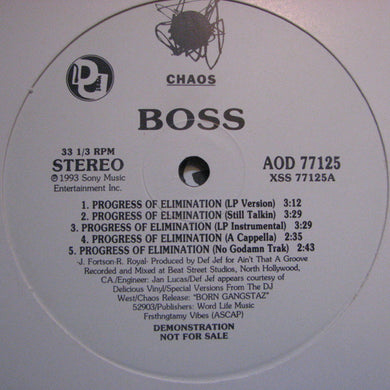 CHAOS
BOSS
33 1/3 RPM
STEREO
℗1993 Sony Music
Entertainment Inc.
AOD 77125
XSS 77125A
1. PROGRESS OF ELIMINATION (LP Version) 3:12
2. PROGRESS OF ELIMINATION (Still Talkin) 3:29
3. PROGRESS OF ELIMINATION (LP Instrumental) 3:29
4. PROGRESS OF ELIMINATION (A Cappella) 2:35
5. PROGRESS OF ELIMINATION (No Godamn Trak) 2:43
-J. Fortson-R. Royal- Produced by Def Jef for Ain't That A Groove
Recorded and Mixed at Beat Street Studios, North Hollywood,
CA./Engineer: Jan Lucas/Def Jef appears courtesy of
Delicious Vinyl/Special Versions From The DJ
West/Chaos Release: "BORN GANGSTAZ"
52903/Publishers: Word Life Music
Frsthngtamy Vibes (ASCAP)
DEMONSTRATION
NOT FOR SALE